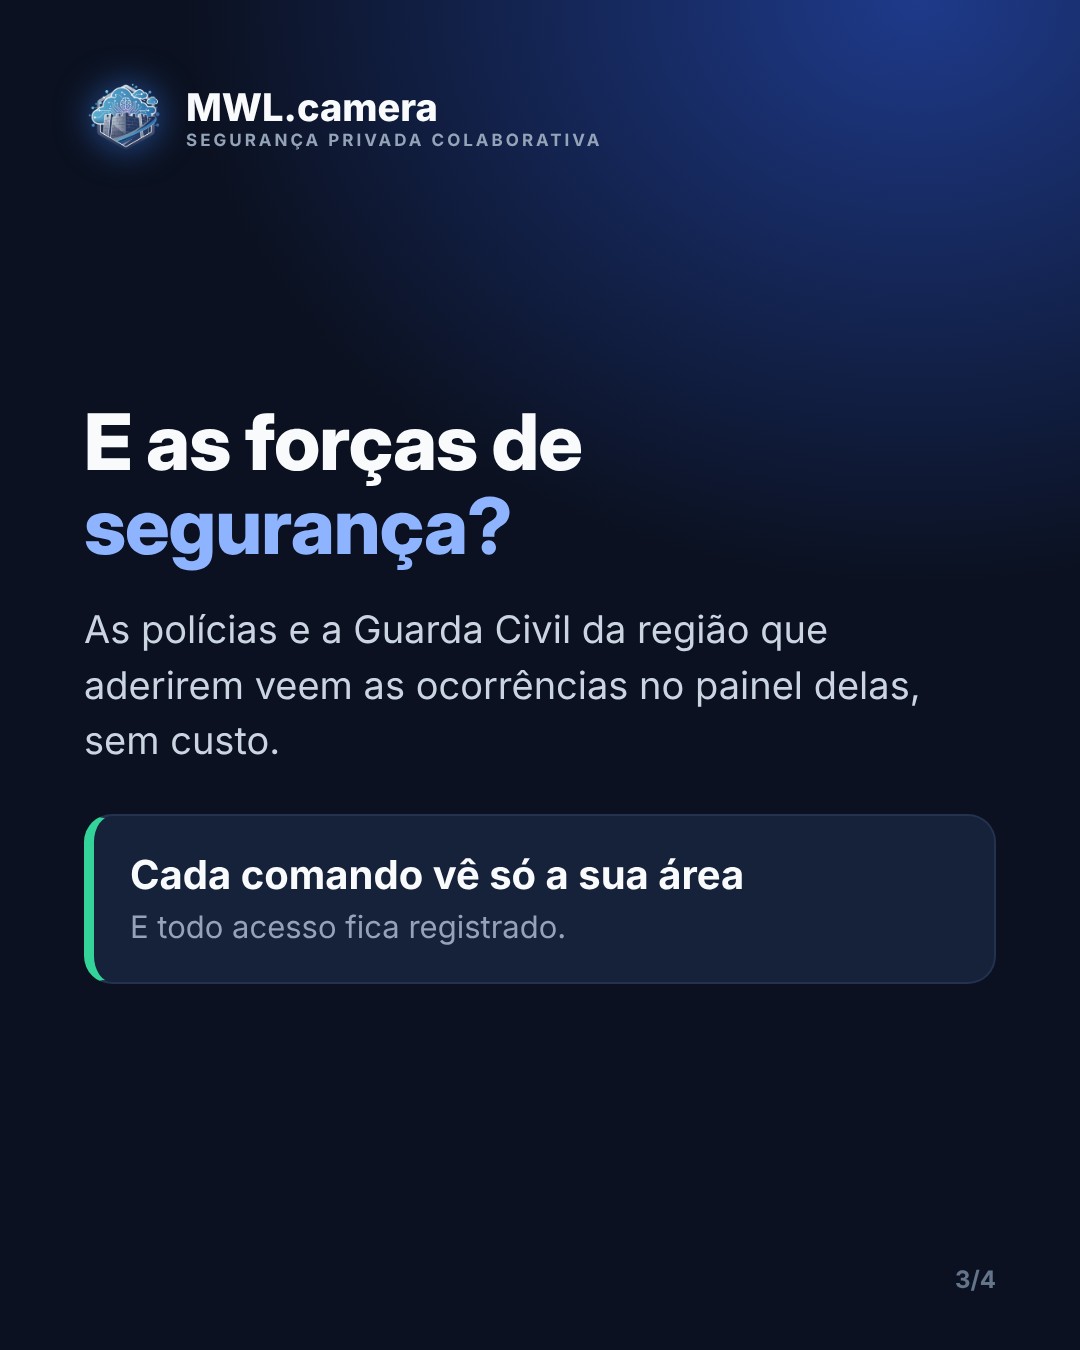 MWL.camera
SEGURANÇA PRIVADA COLABORATIVA
E as forças de
segurança?
As polícias e a Guarda Civil da região que
aderirem veem as ocorrências no painel delas,
sem custo.
Cada comando vê só a sua área
E todo acesso fica registrado.
3/4